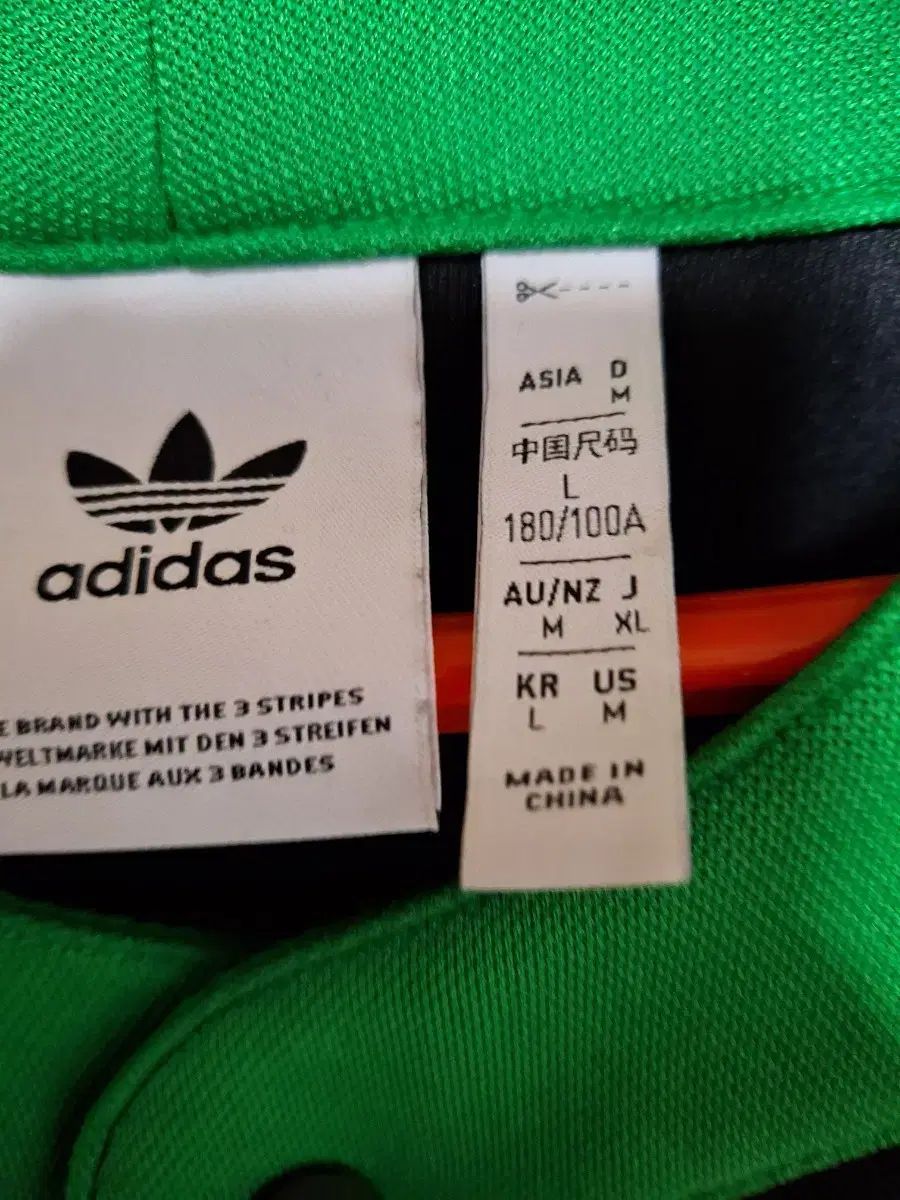 adidas
BRAND WITH THE 3 STRIPES
WELTMARKE MIT DEN 3 STREIFEN
LA MARQUE AUX 3 BANDES
ASIA D
M
中国尺码
L
180/100A
AU/NZ J
M XL
KR US
L M
MADE IN
CHINA